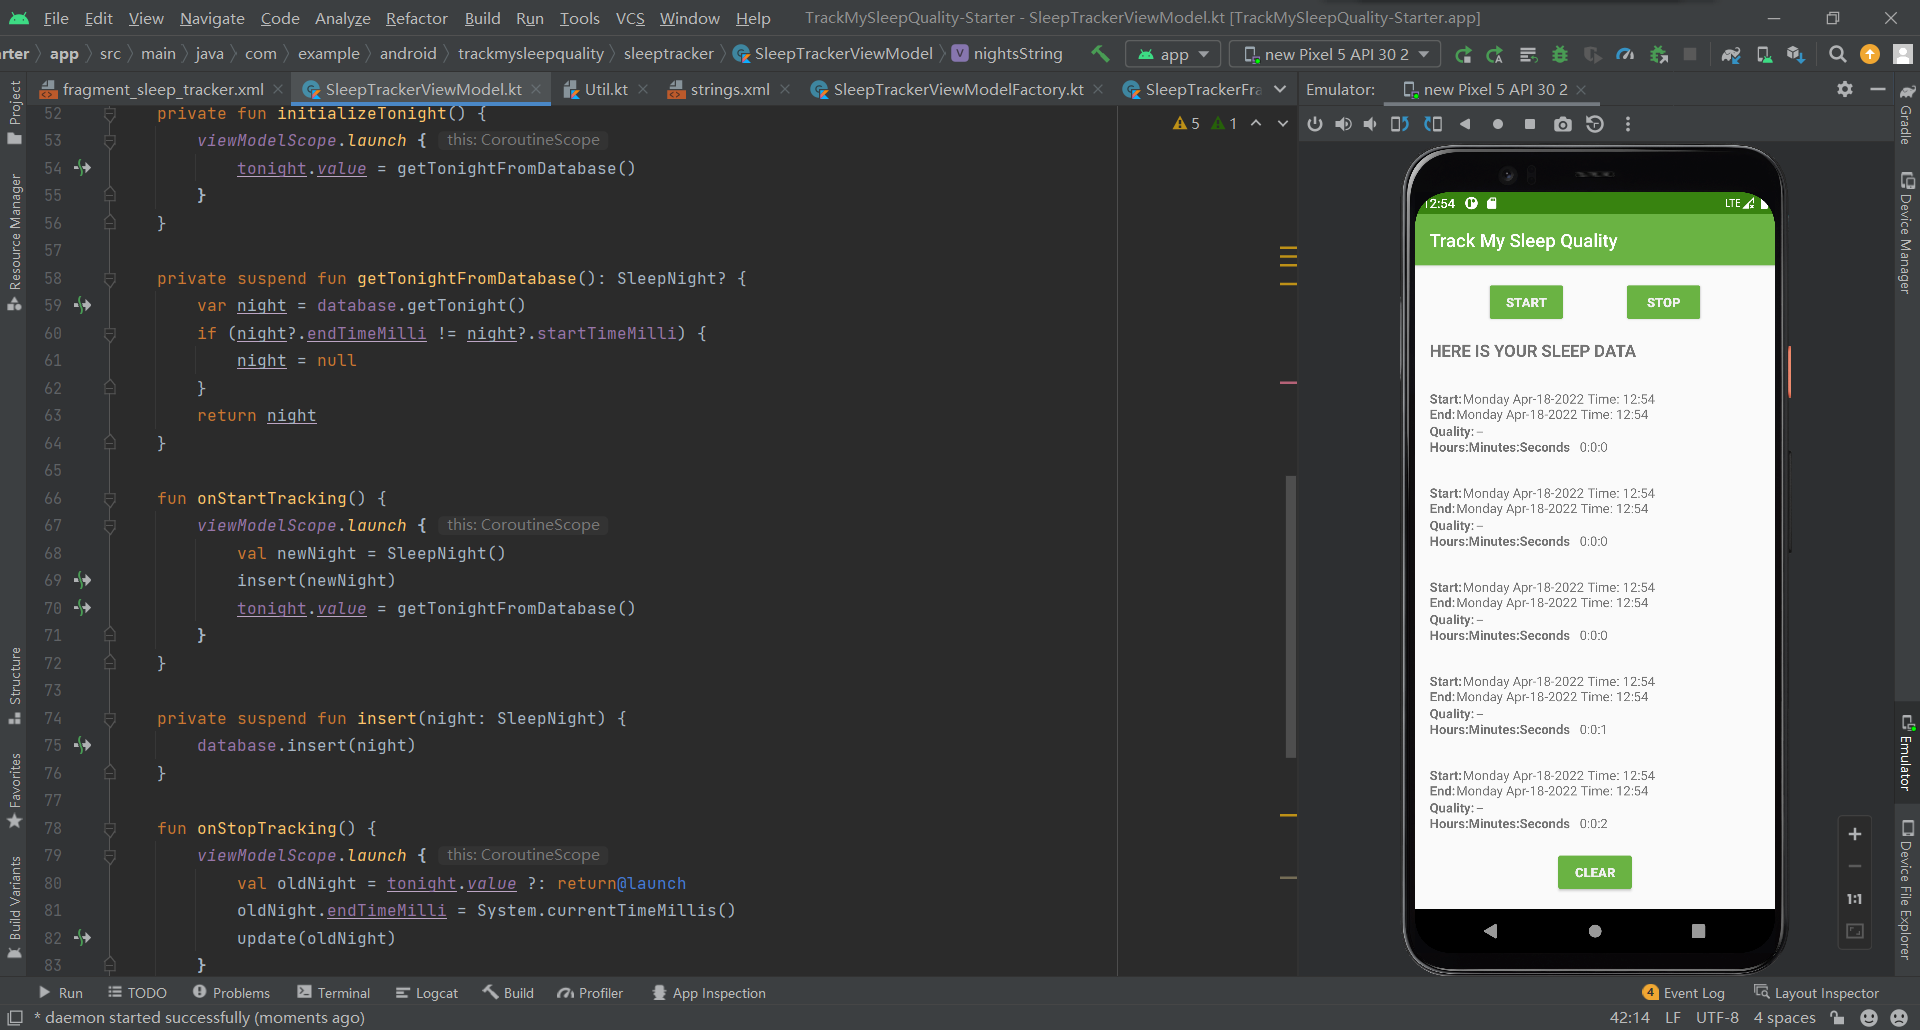 File Edit View Navigate Code Analyze Refactor Build Run Tools VCS Window Help TrackMySleepQuality-Starter - SleepTrackerViewModel.kt [TrackMySleepQuality-Starter.app]
rter app src main java com example android trackmysleepquality sleeptracker SleepTrackerViewModel nightsString app new Pixel 5 API 30 2
fragment_sleep_tracker.xml SleepTrackerViewModel.kt Util.kt strings.xml SleepTrackerViewModelFactory.kt SleepTrackerFra
Emulator: new Pixel 5 API 30 2
Project
Resource Manager
Structure
Favorites
Build Variants
5 1
52 private fun initializeTonight() {
53 viewModelScope.launch { this: CoroutineScope
54 tonight.value = getTonightFromDatabase()
55 }
56 }
57
58 private suspend fun getTonightFromDatabase(): SleepNight? {
59 var night = database.getTonight()
60 if (night?.endTimeMilli != night?.startTimeMilli) {
61 night = null
62 }
63 return night
64 }
65
66 fun onStartTracking() {
67 viewModelScope.launch { this: CoroutineScope
68 val newNight = SleepNight()
69 insert(newNight)
70 tonight.value = getTonightFromDatabase()
71 }
72 }
73
74 private suspend fun insert(night: SleepNight) {
75 database.insert(night)
76 }
77
78 fun onStopTracking() {
79 viewModelScope.launch { this: CoroutineScope
80 val oldNight = tonight.value ?: return@launch
81 oldNight.endTimeMilli = System.currentTimeMillis()
82 update(oldNight)
83 }
12:54 LTE
Track My Sleep Quality
START STOP
HERE IS YOUR SLEEP DATA
Start:Monday Apr-18-2022 Time: 12:54
End:Monday Apr-18-2022 Time: 12:54
Quality: --
Hours:Minutes:Seconds 0:0:0
Start:Monday Apr-18-2022 Time: 12:54
End:Monday Apr-18-2022 Time: 12:54
Quality: --
Hours:Minutes:Seconds 0:0:0
Start:Monday Apr-18-2022 Time: 12:54
End:Monday Apr-18-2022 Time: 12:54
Quality: --
Hours:Minutes:Seconds 0:0:0
Start:Monday Apr-18-2022 Time: 12:54
End:Monday Apr-18-2022 Time: 12:54
Quality: --
Hours:Minutes:Seconds 0:0:1
Start:Monday Apr-18-2022 Time: 12:54
End:Monday Apr-18-2022 Time: 12:54
Quality: --
Hours:Minutes:Seconds 0:0:2
CLEAR
1:1
Gradle
Device Manager
Emulator
Device File Explorer
Run TODO Problems Terminal Logcat Build Profiler App Inspection 4 Event Log Layout Inspector
* daemon started successfully (moments ago) 42:14 LF UTF-8 4 spaces